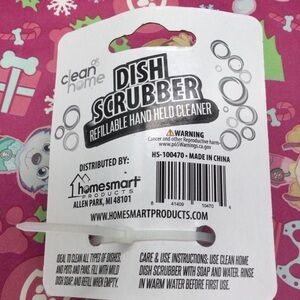 clean
home
DISH
SCRUBBER
REFILLABLE HAND HELD CLEANER
WARNING
Cancer and other Reproductive harm
www.p65Warnings.ca.gov
HS-100470 • MADE IN CHINA
DISTRIBUTED BY:
homesmart
PRODUCTS
ALLEN PARK, MI 48101
WWW.HOMESMARTPRODUCTS.COM
IDEAL TO CLEAN ALL TYPES OF DISHES
AND POTS AND PANS. FILL WITH MILD
DISH SOAP, AND REFILL WHEN EMPTY.
CARE & USE INSTRUCTIONS: USE CLEAN HOME
DISH SCRUBBER WITH SOAP AND WATER. RINSE
IN WARM WATER BEFORE FIRST USE.